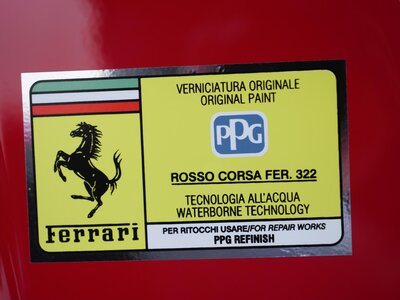 VERNICIATURA ORIGINALE
ORIGINAL PAINT
PPG
ROSSO CORSA FER. 322
TECNOLOGIA ALL'ACQUA
WATERBORNE TECHNOLOGY
Ferrari
PER RITOCCHI USARE/FOR REPAIR WORKS
PPG REFINISH